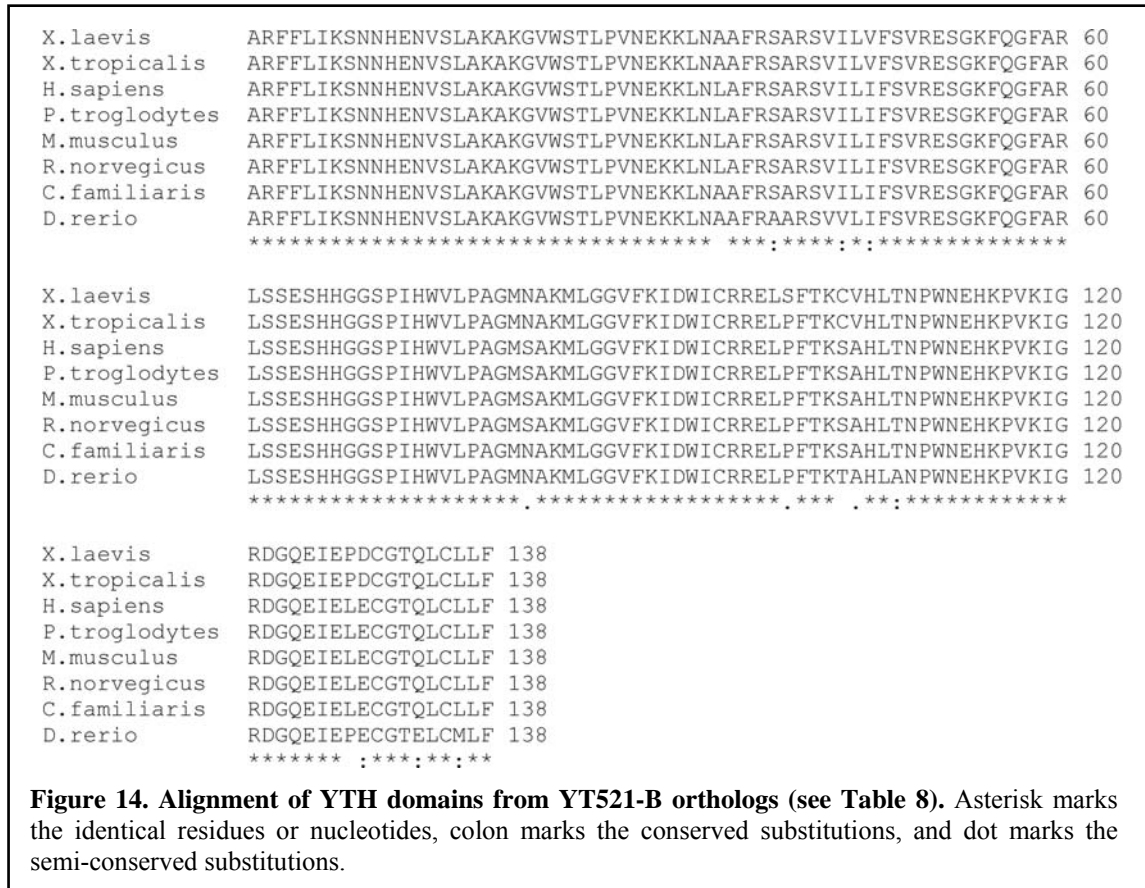 X.laevis ARFFLIKSNNHENVSLAKAKGVWSTLPVNEKKLNAAFRSARSVILVFSVRESGKFQGFAR 60
X.tropicalis ARFFLIKSNNHENVSLAKAKGVWSTLPVNEKKLNAAFRSARSVILVFSVRESGKFQGFAR 60
H.sapiens ARFFLIKSNNHENVSLAKAKGVWSTLPVNEKKLNLAFRSARSVILIFSVRESGKFQGFAR 60
P.troglodytes ARFFLIKSNNHENVSLAKAKGVWSTLPVNEKKLNLAFRSARSVILIFSVRESGKFQGFAR 60
M.musculus ARFFLIKSNNHENVSLAKAKGVWSTLPVNEKKLNLAFRSARSVILIFSVRESGKFQGFAR 60
R.norvegicus ARFFLIKSNNHENVSLAKAKGVWSTLPVNEKKLNLAFRSARSVILIFSVRESGKFQGFAR 60
C.familiaris ARFFLIKSNNHENVSLAKAKGVWSTLPVNEKKLNLAFRSARSVILIFSVRESGKFQGFAR 60
D.rerio ARFFLIKSNNHENVSLAKAKGVWSTLPVNEKKLNAAFRAARSVVLIFSVRESGKFQGFAR 60
********************************** ***:****:*:**************
X.laevis LSSESHHGGSPIHWVLPAGMNAKMLGGVFKIDWICRRELSFTKCVHLTNPWNEHKPVKIG 120
X.tropicalis LSSESHHGGSPIHWVLPAGMNAKMLGGVFKIDWICRRELPFTKCVHLTNPWNEHKPVKIG 120
H.sapiens LSSESHHGGSPIHWVLPAGMSAKMLGGVFKIDWICRRELPFTKSAHLTNPWNEHKPVKIG 120
P.troglodytes LSSESHHGGSPIHWVLPAGMSAKMLGGVFKIDWICRRELPFTKSAHLTNPWNEHKPVKIG 120
M.musculus LSSESHHGGSPIHWVLPAGMSAKMLGGVFKIDWICRRELPFTKSAHLTNPWNEHKPVKIG 120
R.norvegicus LSSESHHGGSPIHWVLPAGMSAKMLGGVFKIDWICRRELPFTKSAHLTNPWNEHKPVKIG 120
C.familiaris LSSESHHGGSPIHWVLPAGMSAKMLGGVFKIDWICRRELPFTKSAHLTNPWNEHKPVKIG 120
D.rerio LSSESHHGGSPIHWVLPAGMNAKMLGGVFKIDWICRRELPFTKTAHLANPWNEHKPVKIG 120
********************.******************.*** .**:************
X.laevis RDGQEIEPDCGTQLCLLF 138
X.tropicalis RDGQEIEPDCGTQLCLLF 138
H.sapiens RDGQEIELECGTQLCLLF 138
P.troglodytes RDGQEIELECGTQLCLLF 138
M.musculus RDGQEIELECGTQLCLLF 138
R.norvegicus RDGQEIELECGTQLCLLF 138
C.familiaris RDGQEIELECGTQLCLLF 138
D.rerio RDGQEIEPECGTELCMLF 138
******* :***:**:**
Figure 14. Alignment of YTH domains from YT521-B orthologs (see Table 8). Asterisk marks
the identical residues or nucleotides, colon marks the conserved substitutions, and dot marks the
semi-conserved substitutions.